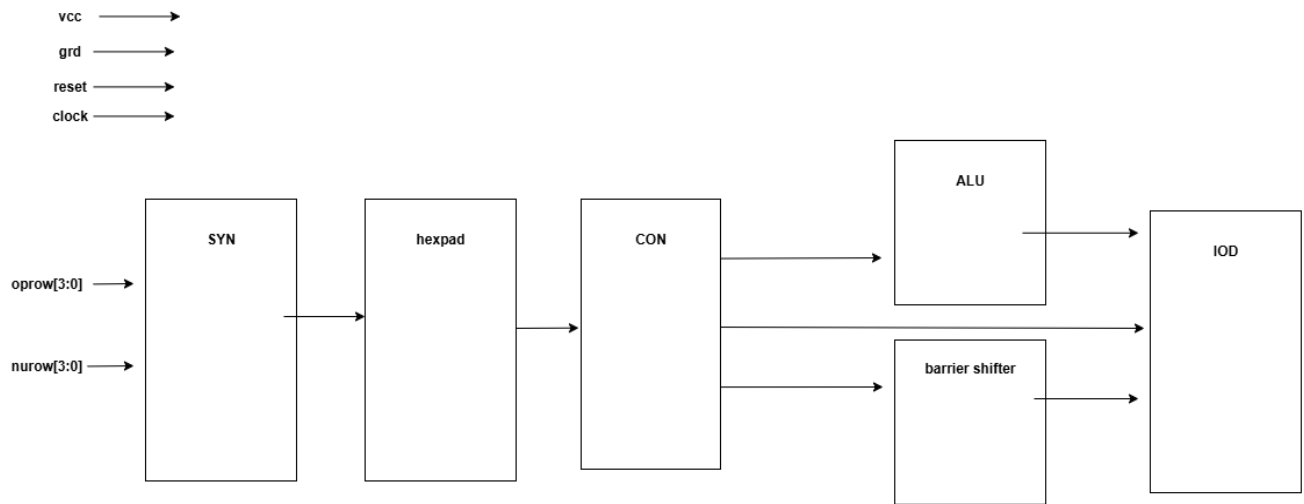 vcc
grd
reset
clock
ALU
SYN
hexpad
CON
IOD
oprow[3:0]
nurow[3:0]
barrier shifter